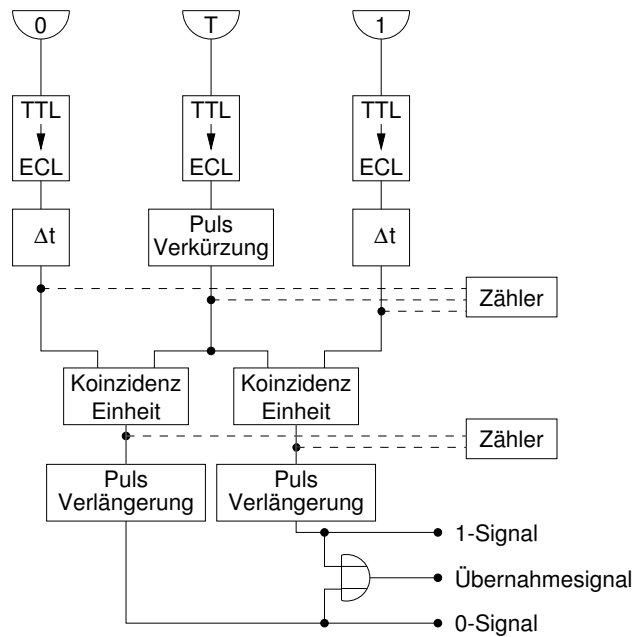 0 T 1
TTL TTL TTL
ECL ECL ECL
Δt Puls Verkürzung Δt
Zähler
Koinzidenz Einheit Koinzidenz Einheit
Zähler
Puls Verlängerung Puls Verlängerung
1-Signal
Übernahmesignal
0-Signal